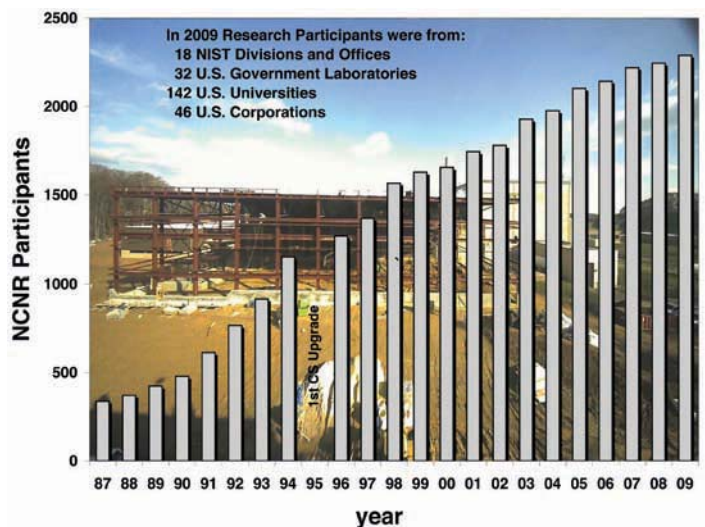 In 2009 Research Participants were from:
18 NIST Divisions and Offices
32 U.S. Government Laboratories
142 U.S. Universities
46 U.S. Corporations
NCNR Participants
2500
2000
1500
1000
500
0
1st CS Upgrade
87 88 89 90 91 92 93 94 95 96 97 98 99 00 01 02 03 04 05 06 07 08 09
year